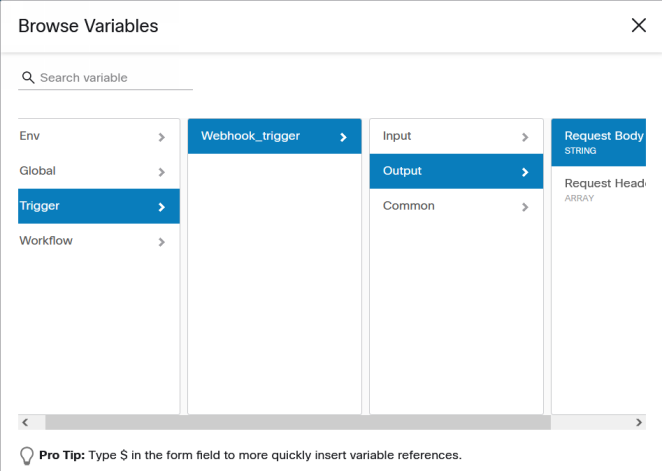 Browse Variables
Search variable
Env
Global
Trigger
Workflow
Webhook_trigger
Input
Output
Common
Request Body
STRING
Request Head
ARRAY
Pro Tip: Type $ in the form field to more quickly insert variable references.